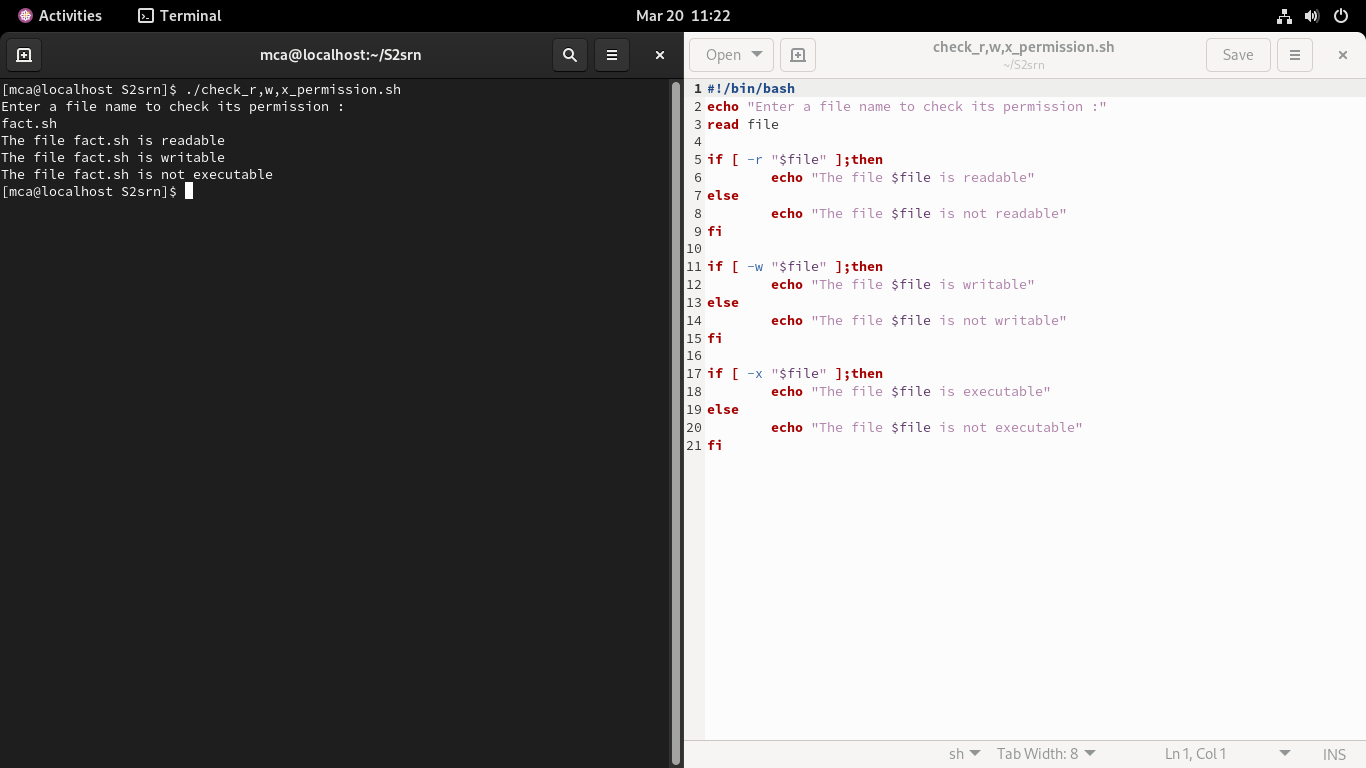 Activities
Terminal
Mar 20 11:22
mca@localhost:~/S2srn
[mca@localhost S2srn]$ ./check_r,w,x_permission.sh
Enter a file name to check its permission :
fact.sh
The file fact.sh is readable
The file fact.sh is writable
The file fact.sh is not executable
[mca@localhost S2srn]$
Open
check_r,w,x_permission.sh
~/S2srn
Save
1 #!/bin/bash
2 echo "Enter a file name to check its permission :"
3 read file
4
5 if [ -r "$file" ];then
6         echo "The file $file is readable"
7 else
8         echo "The file $file is not readable"
9 fi
10
11 if [ -w "$file" ];then
12         echo "The file $file is writable"
13 else
14         echo "The file $file is not writable"
15 fi
16
17 if [ -x "$file" ];then
18         echo "The file $file is executable"
19 else
20         echo "The file $file is not executable"
21 fi
sh
Tab Width: 8
Ln 1, Col 1
INS